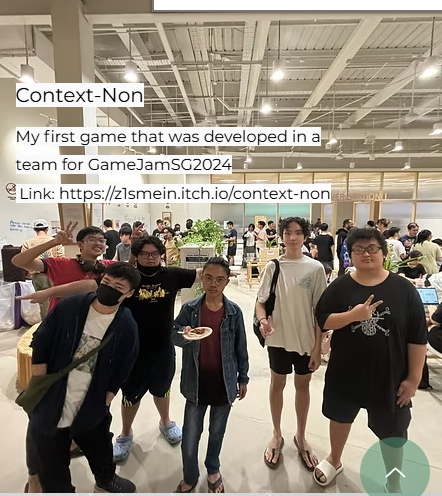 Context-Non
My first game that was developed in a
team for GameJamSG2024
Link: https://z1smein.itch.io/context-non